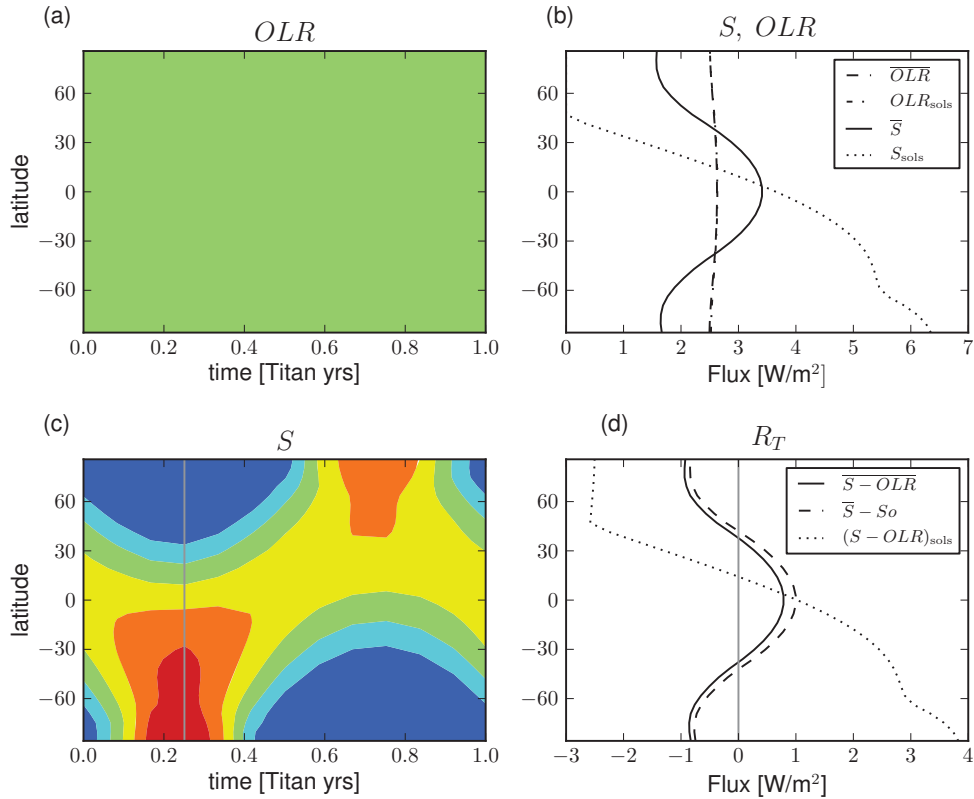 (a)
OLR
latitude
60
30
0
−30
−60
0.0 0.2 0.4 0.6 0.8 1.0
time [Titan yrs]
(b)
S, OLR
60
30
0
−30
−60
0 1 2 3 4 5 6 7
Flux [W/m²]
\overline{OLR}
OLR_sols
\overline{S}
S_sols
(c)
S
latitude
60
30
0
−30
−60
0.0 0.2 0.4 0.6 0.8 1.0
time [Titan yrs]
(d)
R_T
60
30
0
−30
−60
−3 −2 −1 0 1 2 3 4
Flux [W/m²]
\overline{S − OLR}
\overline{S} − So
(S − OLR)_sols